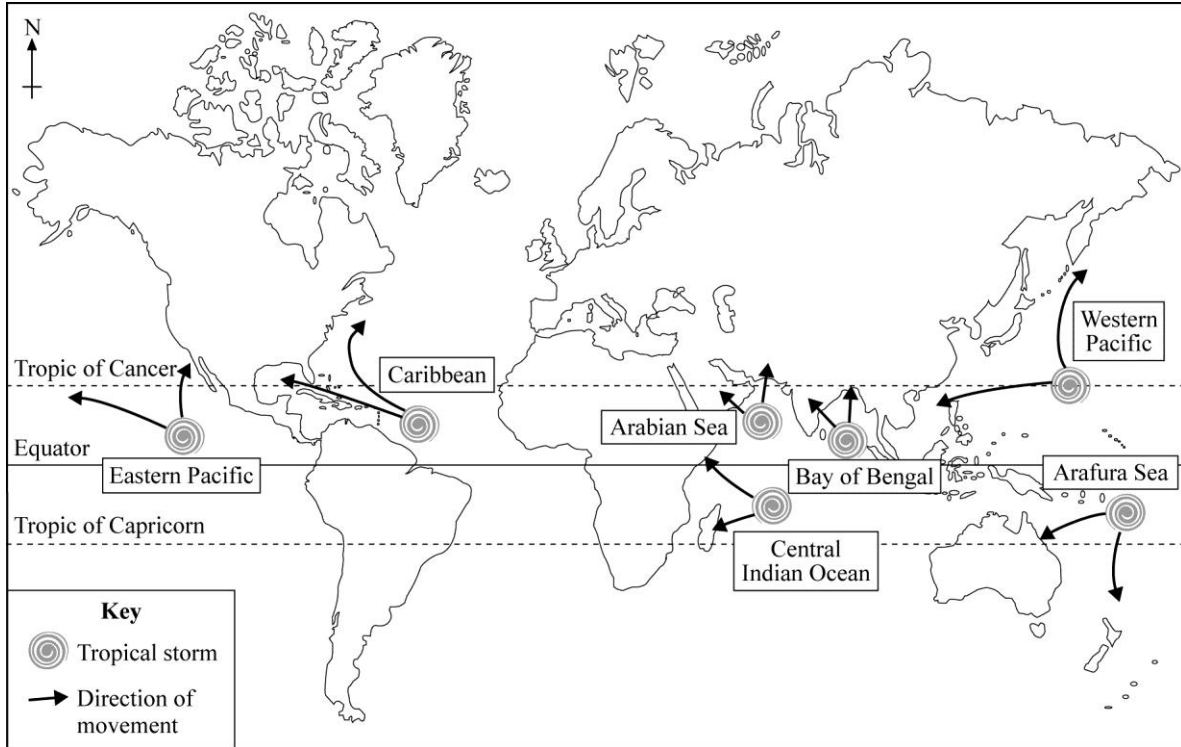 N
Western
Pacific
Tropic of Cancer
Caribbean
Arabian Sea
Equator
Eastern Pacific
Bay of Bengal
Arafura Sea
Tropic of Capricorn
Central
Indian Ocean
Key
Tropical storm
Direction of
movement